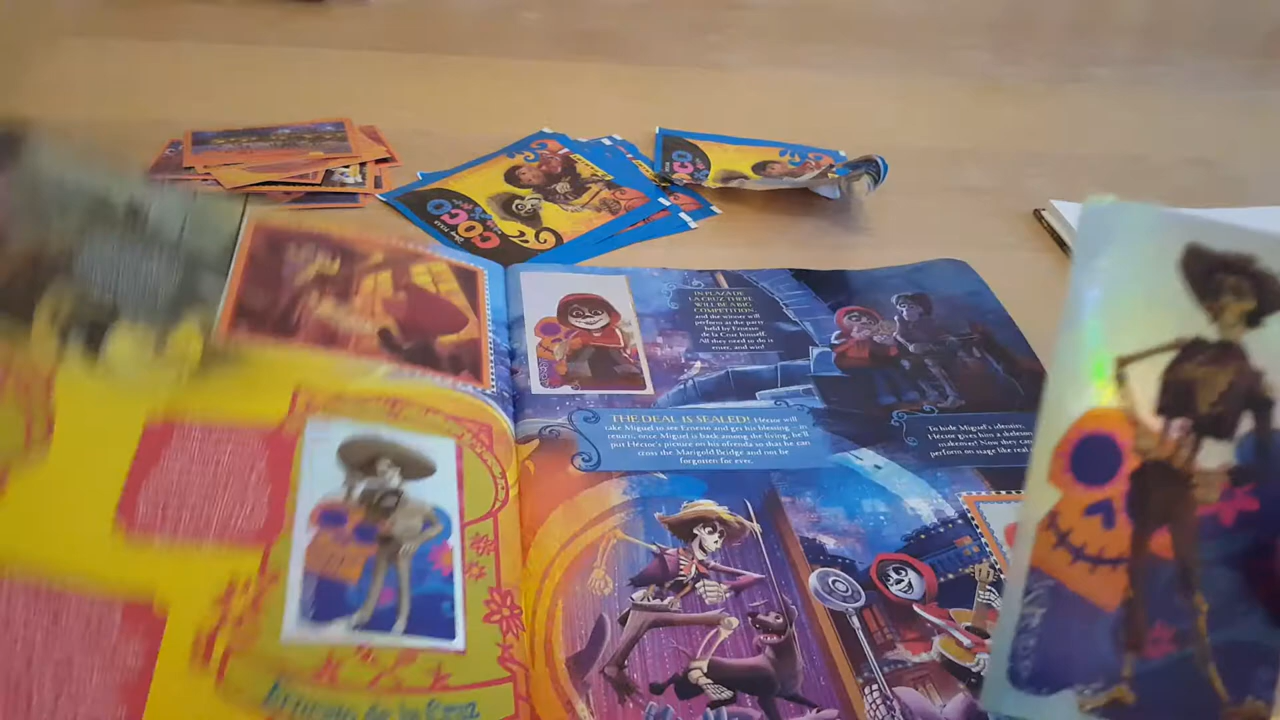 COCO
COCO
IN PLAZA DE
LA CRUZ THERE
WILL BE A BIG
COMPETITION,
and the winner will
perform at the party
held by Ernesto
de la Cruz himself.
All they need to do is
enter, and win!
THE DEAL IS SEALED! Héctor will
take Miguel to see Ernesto and get his blessing – in
return, once Miguel is back among the living, he'll
put Héctor's picture on his ofrenda so that he can
cross the Marigold Bridge and not be
forgotten for ever.
To hide Miguel's identity,
Héctor gives him a skeleton
makeover! Now they can
perform on stage like real
Ernesto de la Cruz